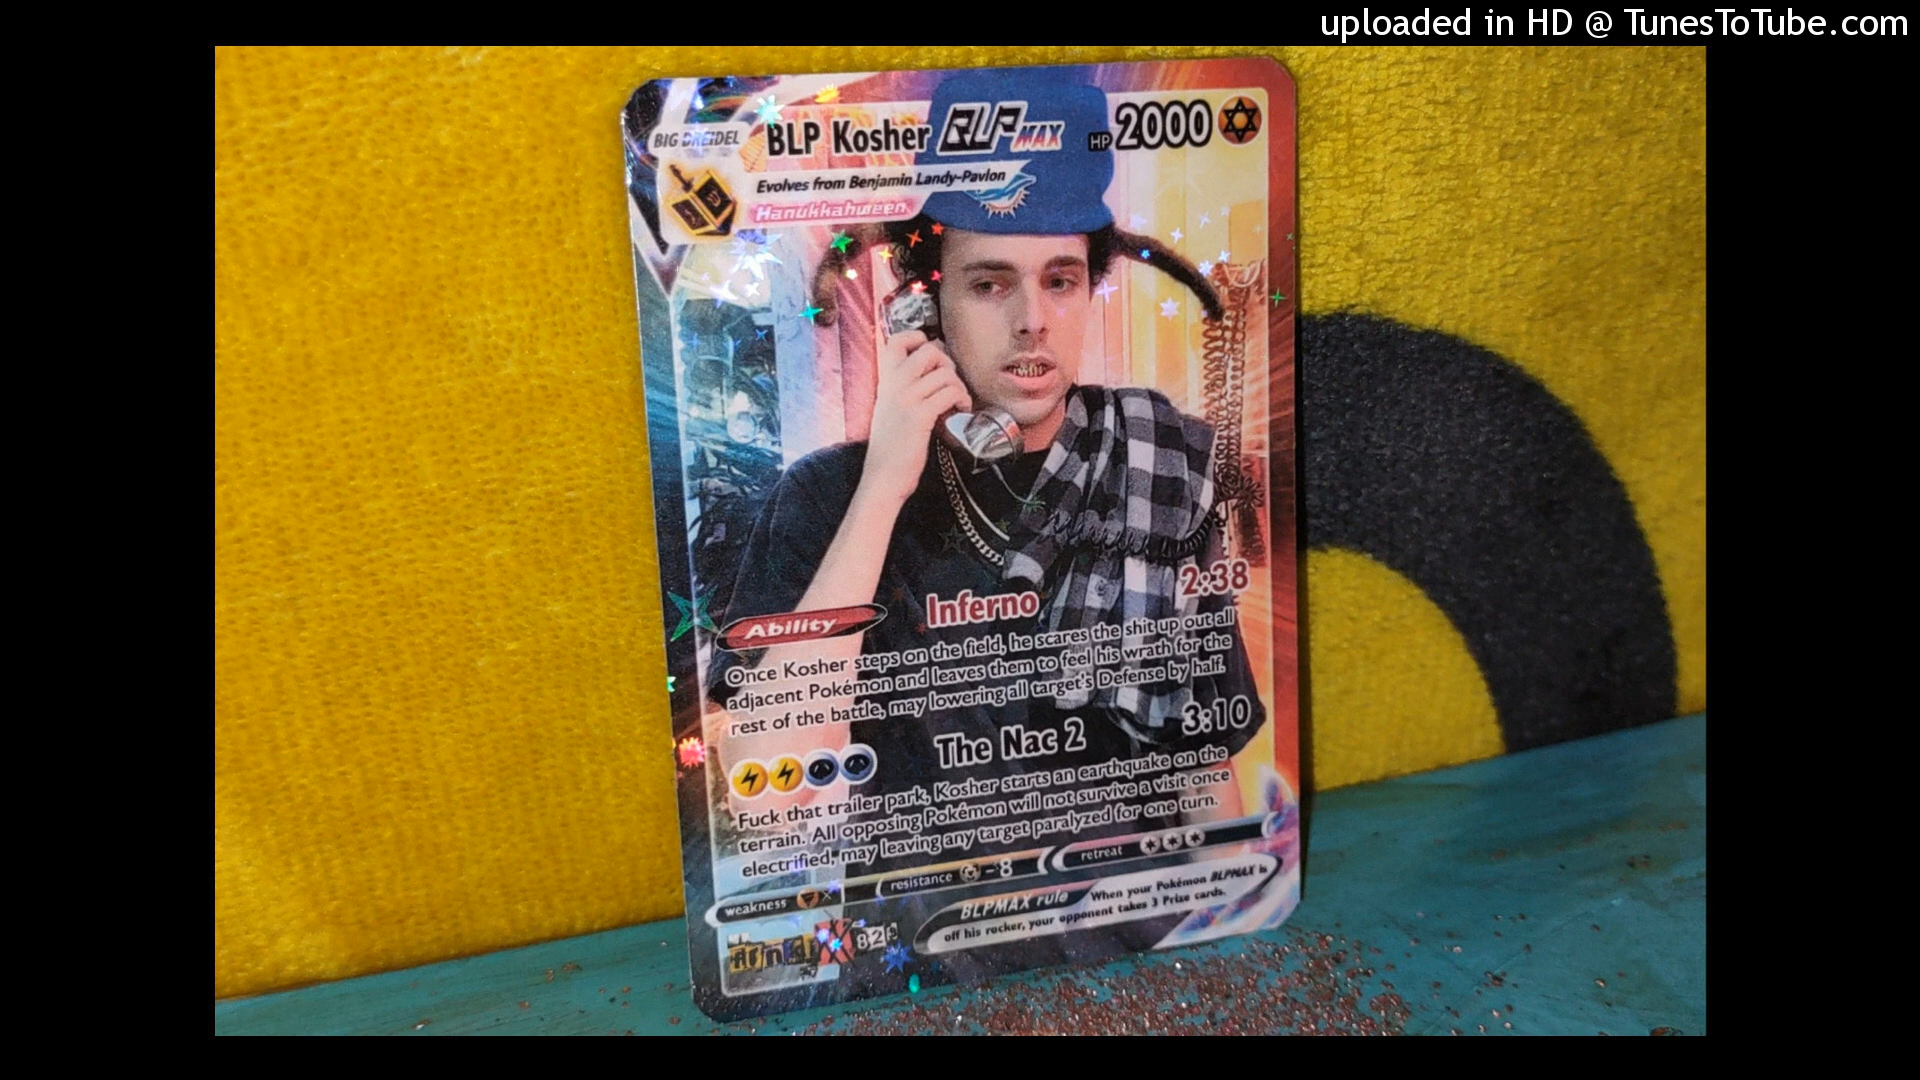 uploaded in HD @ TunesToTube.com
BIG DREIDEL
BLP Kosher BLP MAX HP 2000
Evolves from Benjamin Landy-Pavlon
Hanukkahween
Ability Inferno 2:38
Once Kosher steps on the field, he scares the shit up out all
adjacent Pokémon and leaves them to feel his wrath for the
rest of the battle, may lowering all target's Defense by half.
The Nac 2 3:10
Fuck that trailer park, Kosher starts an earthquake on the
terrain. All opposing Pokémon will not survive a visit once
electrified, may leaving any target paralyzed for one turn.
weakness resistance -8 retreat
BLPMAX rule When your Pokémon BLPMAX is
off his rocker, your opponent takes 3 Prize cards.